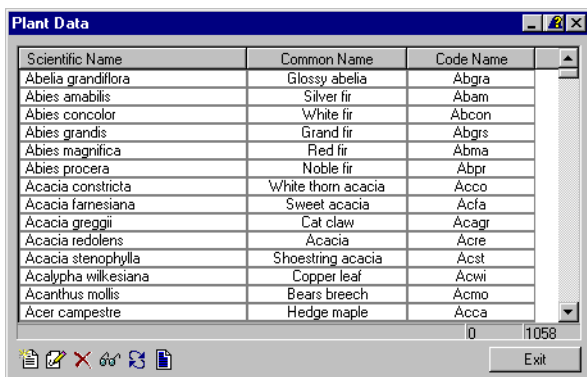 Plant Data
Scientific Name Common Name Code Name
Abelia grandiflora Glossy abelia Abgra
Abies amabilis Silver fir Abam
Abies concolor White fir Abcon
Abies grandis Grand fir Abgrs
Abies magnifica Red fir Abma
Abies procera Noble fir Abpr
Acacia constricta White thorn acacia Acco
Acacia farnesiana Sweet acacia Acfa
Acacia greggii Cat claw Acagr
Acacia redolens Acacia Acre
Acacia stenophylla Shoestring acacia Acst
Acalypha wilkesiana Copper leaf Acwi
Acanthus mollis Bears breech Acmo
Acer campestre Hedge maple Acca
0 1058
Exit